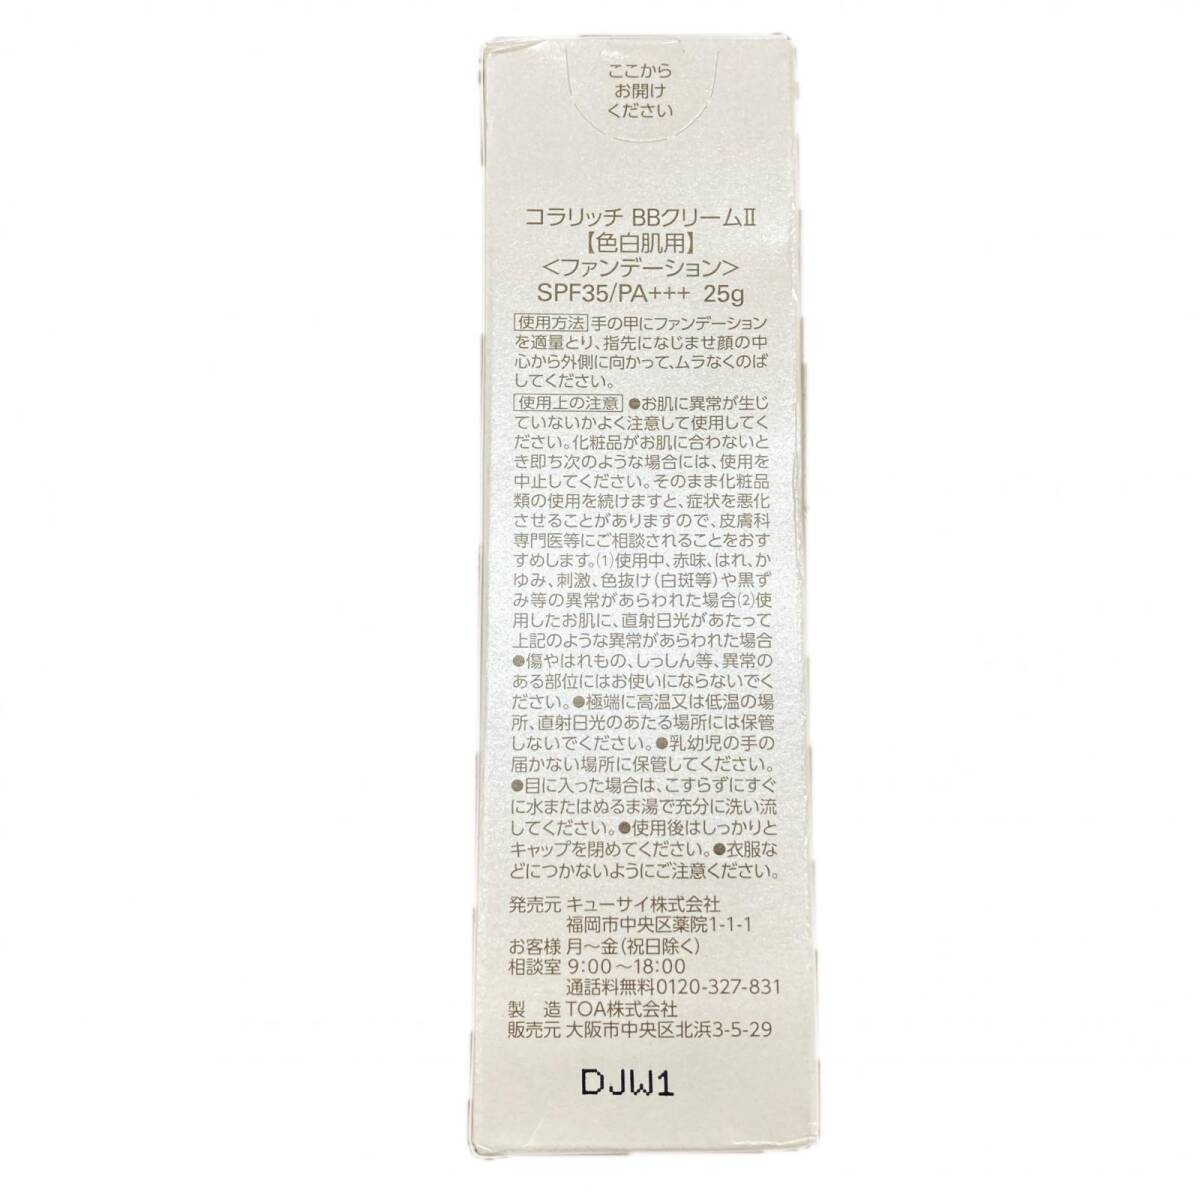 ここから
お開け
ください
コラリッチ BBクリームⅡ
【色白肌用】
<ファンデーション>
SPF35/PA+++ 25g
使用方法 手の甲にファンデーション
を適量とり、指先になじませ顔の中
心から外側に向かって、ムラなくのば
してください。
使用上の注意 ●お肌に異常が生じ
ていないかよく注意して使用してく
ださい。化粧品がお肌に合わないと
き即ち次のような場合には、使用を
中止してください。そのまま化粧品
類の使用を続けますと、症状を悪化
させることがありますので、皮膚科
専門医等にご相談されることをおす
すめします。(1)使用中、赤味、はれ、か
ゆみ、刺激、色抜け(白斑等)や黒ず
み等の異常があらわれた場合(2)使
用したお肌に、直射日光があたって
上記のような異常があらわれた場合
●傷やはれもの、しっしん等、異常の
ある部位にはお使いにならないでく
ださい。●極端に高温又は低温の場
所、直射日光のあたる場所には保管
しないでください。●乳幼児の手の
届かない場所に保管してください。
●目に入った場合は、こすらずにすぐ
に水またはぬるま湯で充分に洗い流
してください。●使用後はしっかりと
キャップを閉めてください。●衣服な
どにつかないようにご注意ください。
発売元 キューサイ株式会社
福岡市中央区薬院1-1-1
お客様 月～金(祝日除く)
相談室 9:00～18:00
通話料無料0120-327-831
製 造 TOA株式会社
販売元 大阪市中央区北浜3-5-29
DJW1